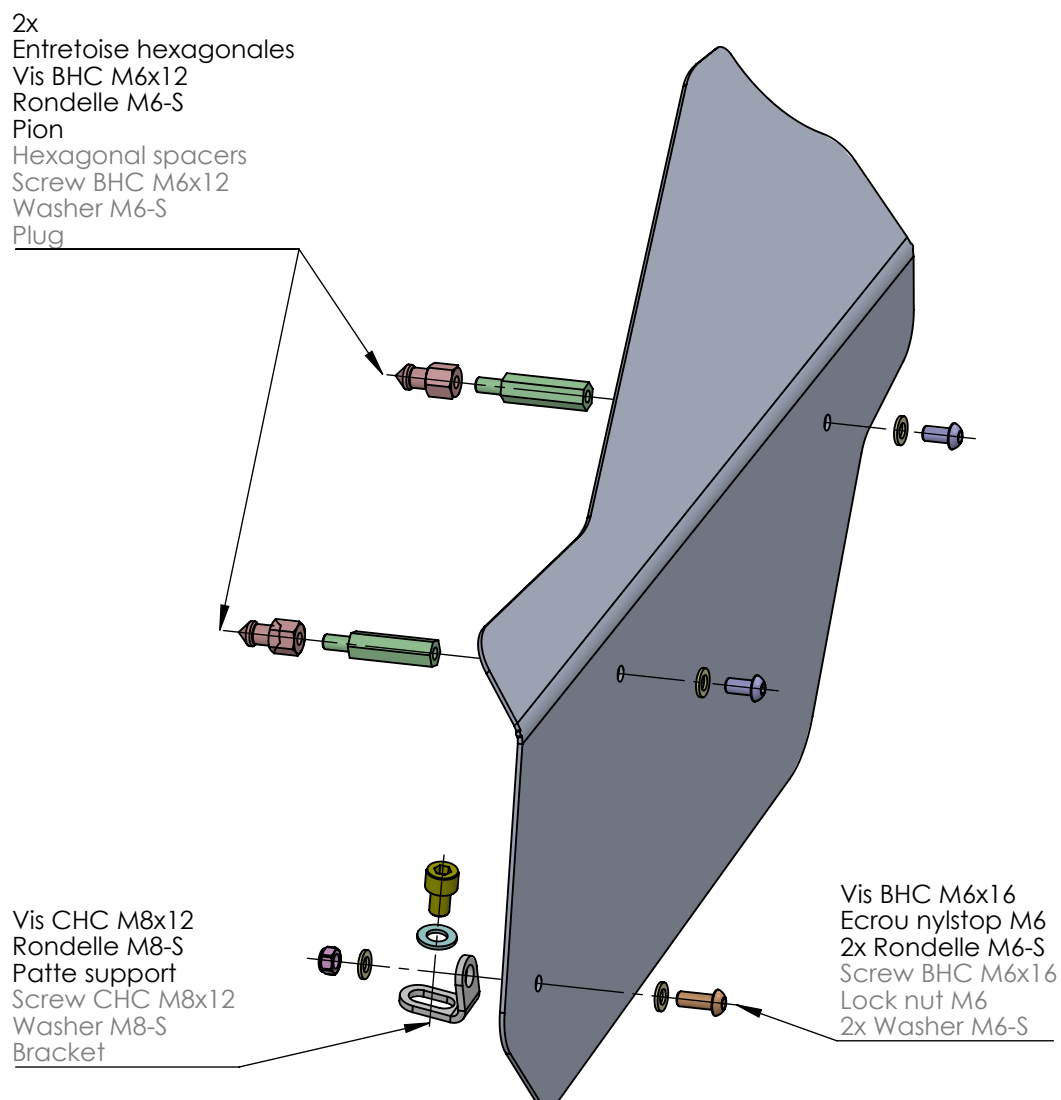 2x
Entretoise hexagonales
Vis BHC M6x12
Rondelle M6-S
Pion
Hexagonal spacers
Screw BHC M6x12
Washer M6-S
Plug
Vis CHC M8x12
Rondelle M8-S
Patte support
Screw CHC M8x12
Washer M8-S
Bracket
Vis BHC M6x16
Ecrou nylstop M6
2x Rondelle M6-S
Screw BHC M6x16
Lock nut M6
2x Washer M6-S